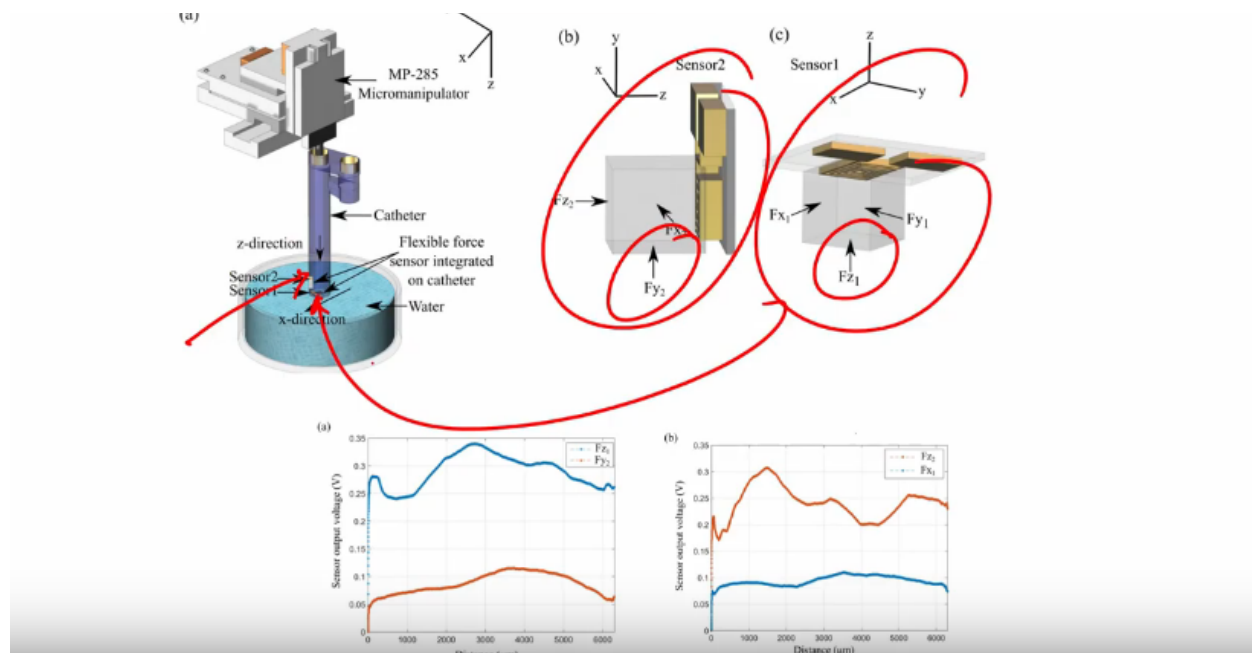 (a)
x
z
MP-285
Micromanipulator
Catheter
z-direction
Flexible force
sensor integrated
on catheter
Sensor2
Sensor1
Water
x-direction
(b)
y
x
z
Sensor2
Fz2
Fy2
(c)
Sensor1
z
x
y
Fx1
Fy1
Fz1
(a)
Sensor output voltage (V)
0.35
0.3
0.25
0.2
0.15
0.1
0.05
0
0 1000 2000 3000 4000 5000 6000
Fz1
Fy2
(b)
Sensor output voltage (V)
0.35
0.3
0.25
0.2
0.15
0.1
0.05
0
0 1000 2000 3000 4000 5000 6000
Fz2
Fx1
Distance (μm)